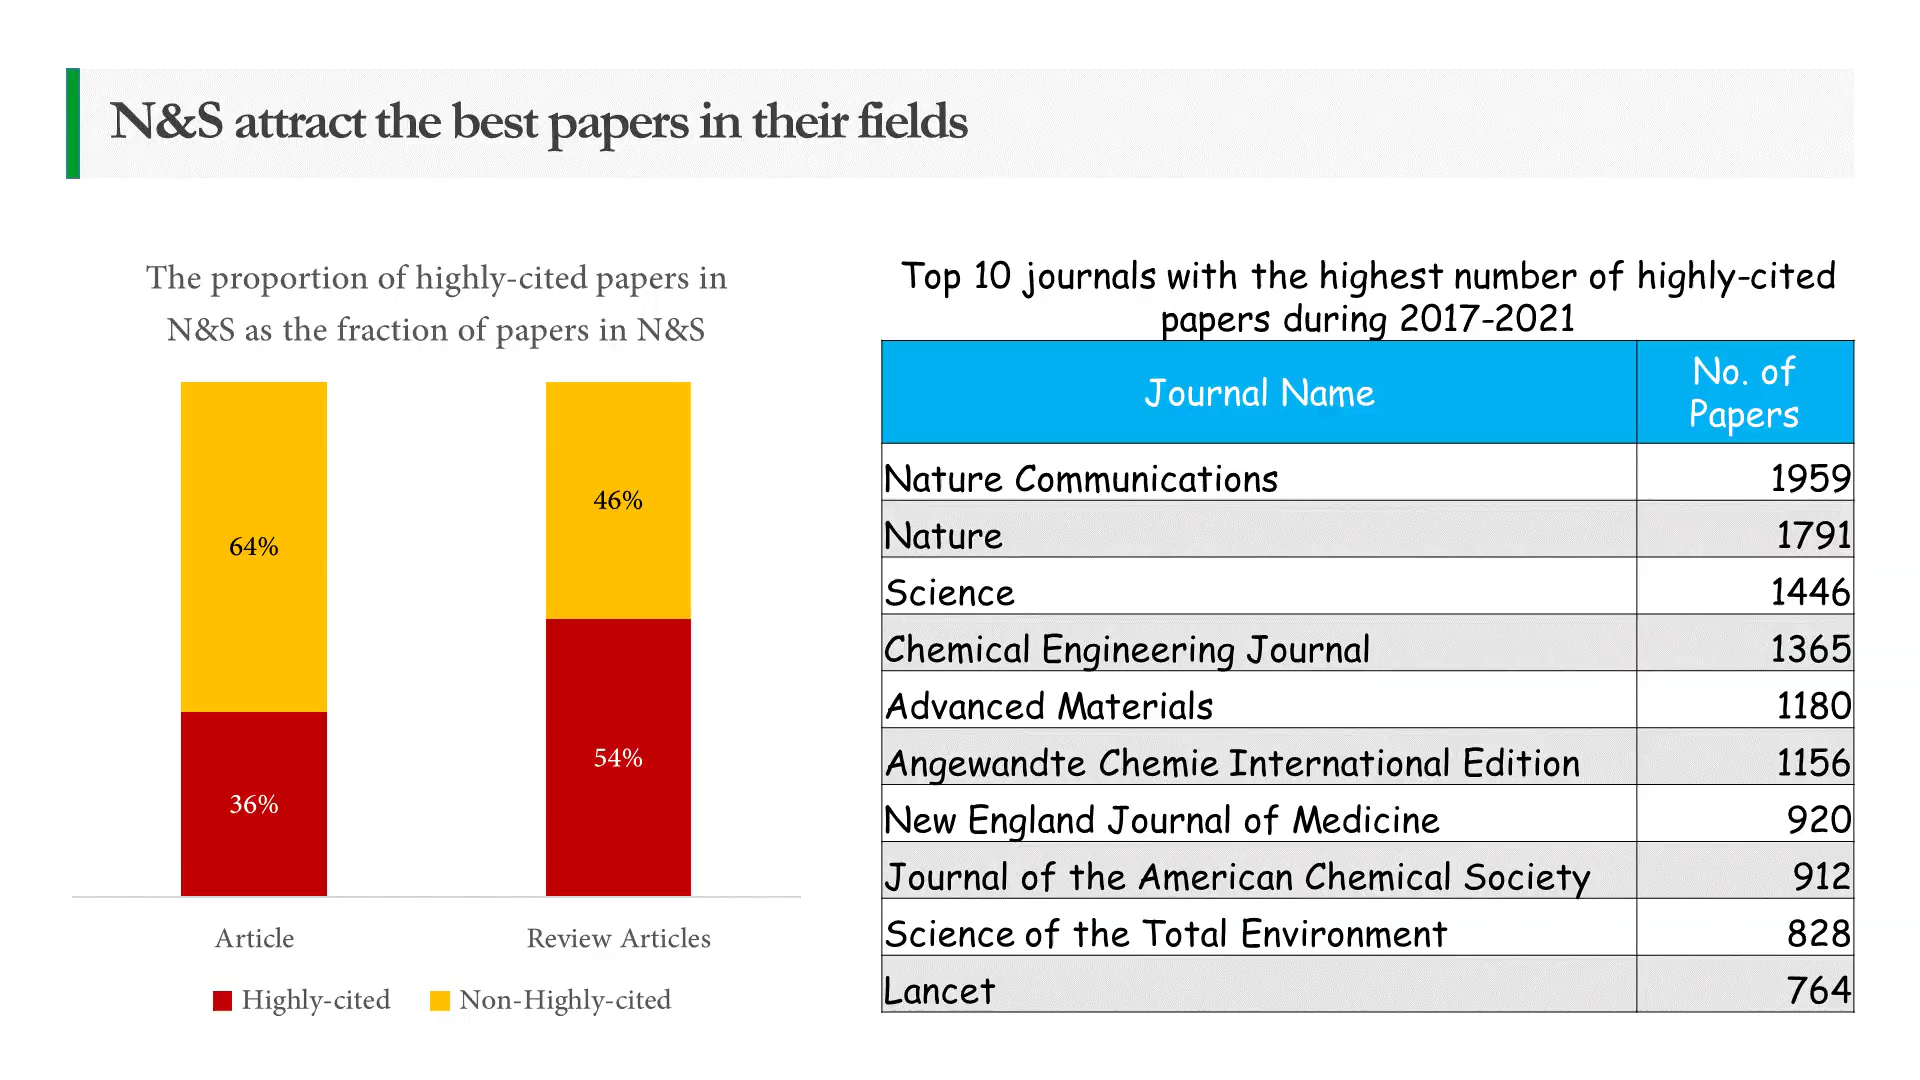 N&S attract the best papers in their fields
The proportion of highly-cited papers in
N&S as the fraction of papers in N&S
64%
36%
46%
54%
Article
Review Articles
Highly-cited
Non-Highly-cited
Top 10 journals with the highest number of highly-cited
papers during 2017-2021
Journal Name
No. of
Papers
Nature Communications 1959
Nature 1791
Science 1446
Chemical Engineering Journal 1365
Advanced Materials 1180
Angewandte Chemie International Edition 1156
New England Journal of Medicine 920
Journal of the American Chemical Society 912
Science of the Total Environment 828
Lancet 764